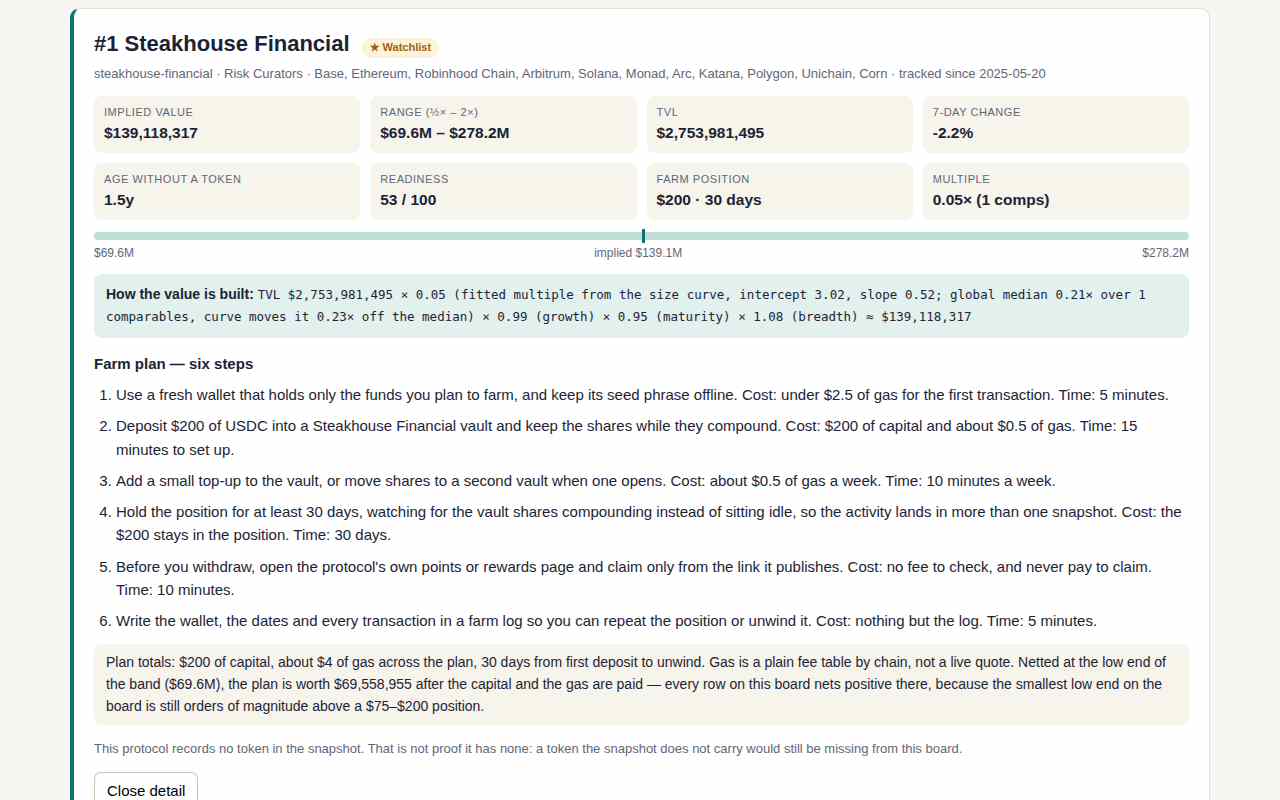 #1 Steakhouse Financial ★ Watchlist
steakhouse-financial · Risk Curators · Base, Ethereum, Robinhood Chain, Arbitrum, Solana, Monad, Arc, Katana, Polygon, Unichain, Corn · tracked since 2025-05-20
IMPLIED VALUE
$139,118,317
RANGE (½× – 2×)
$69.6M – $278.2M
TVL
$2,753,981,495
7-DAY CHANGE
-2.2%
AGE WITHOUT A TOKEN
1.5y
READINESS
53 / 100
FARM POSITION
$200 · 30 days
MULTIPLE
0.05× (1 comps)
$69.6M implied $139.1M $278.2M
How the value is built: TVL $2,753,981,495 × 0.05 (fitted multiple from the size curve, intercept 3.02, slope 0.52; global median 0.21× over 1
comparables, curve moves it 0.23× off the median) × 0.99 (growth) × 0.95 (maturity) × 1.08 (breadth) ≈ $139,118,317
Farm plan — six steps
1. Use a fresh wallet that holds only the funds you plan to farm, and keep its seed phrase offline. Cost: under $2.5 of gas for the first transaction. Time: 5 minutes.
2. Deposit $200 of USDC into a Steakhouse Financial vault and keep the shares while they compound. Cost: $200 of capital and about $0.5 of gas. Time: 15
minutes to set up.
3. Add a small top-up to the vault, or move shares to a second vault when one opens. Cost: about $0.5 of gas a week. Time: 10 minutes a week.
4. Hold the position for at least 30 days, watching for the vault shares compounding instead of sitting idle, so the activity lands in more than one snapshot. Cost: the
$200 stays in the position. Time: 30 days.
5. Before you withdraw, open the protocol's own points or rewards page and claim only from the link it publishes. Cost: no fee to check, and never pay to claim.
Time: 10 minutes.
6. Write the wallet, the dates and every transaction in a farm log so you can repeat the position or unwind it. Cost: nothing but the log. Time: 5 minutes.
Plan totals: $200 of capital, about $4 of gas across the plan, 30 days from first deposit to unwind. Gas is a plain fee table by chain, not a live quote. Netted at the low end of
the band ($69.6M), the plan is worth $69,558,955 after the capital and the gas are paid — every row on this board nets positive there, because the smallest low end on the
board is still orders of magnitude above a $75–$200 position.
This protocol records no token in the snapshot. That is not proof it has none: a token the snapshot does not carry would still be missing from this board.
Close detail